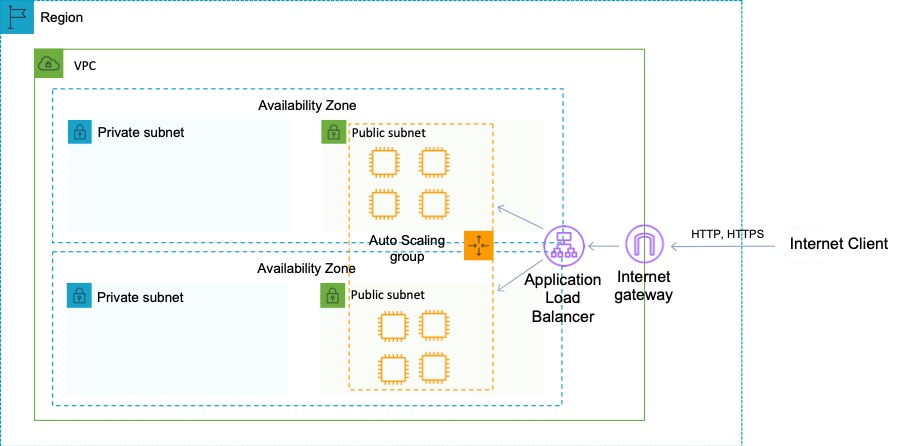 Region
VPC
Availability Zone
Private subnet
Public subnet
Auto Scaling
group
HTTP, HTTPS
Internet Client
Application
Load
Balancer
Internet
gateway
Availability Zone
Private subnet
Public subnet